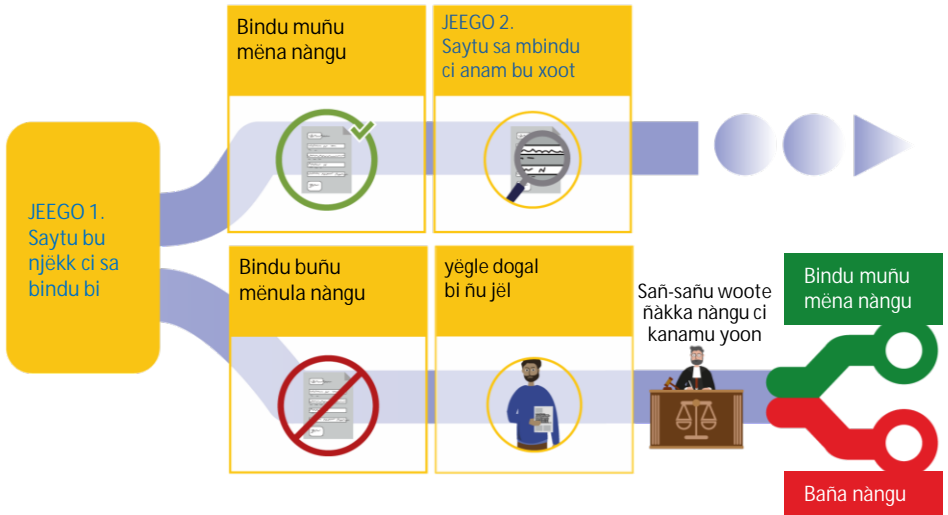 JEEGO 1.
Saytu bu
njëkk ci sa
bindu bi
Bindu muñu
mëna nàngu
JEEGO 2.
Saytu sa mbindu
ci anam bu xoot
Bindu buñu
mënula nàngu
yëgle dogal
bi ñu jël
Sañ-sañu woote
ñàkka nàngu ci
kanamu yoon
Bindu muñu
mëna nàngu
Baña nàngu